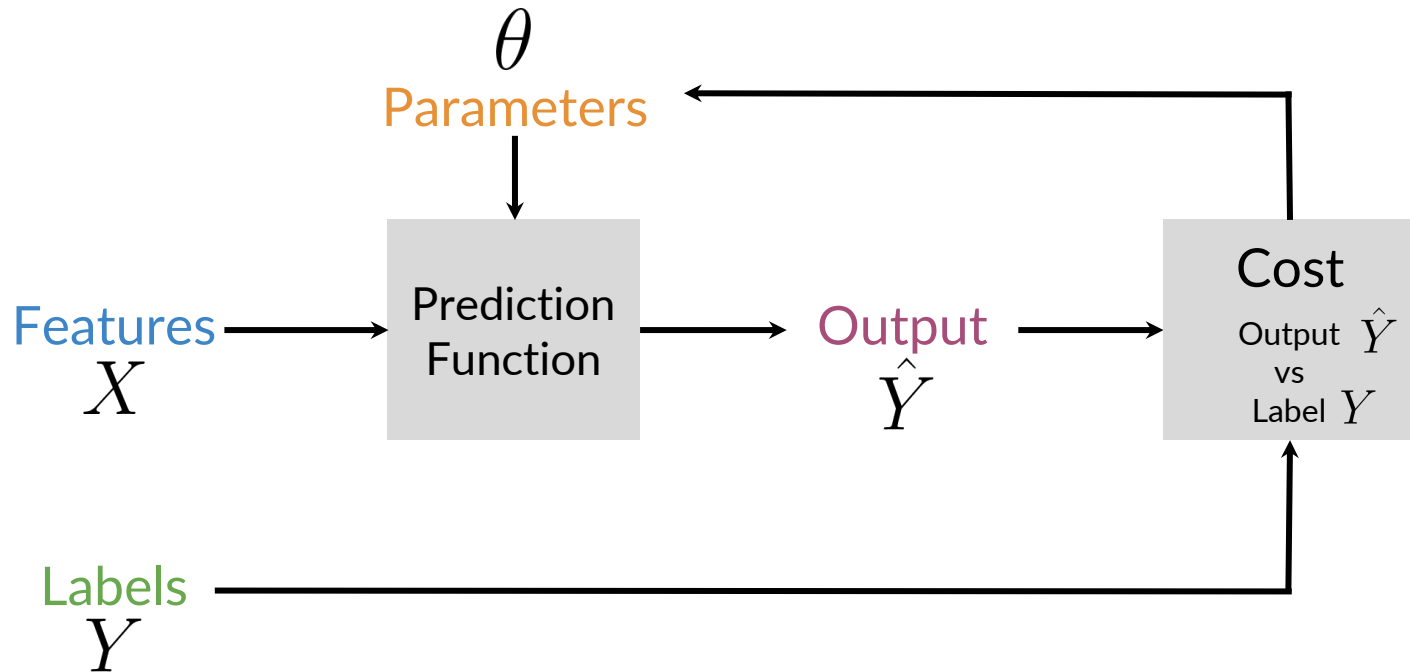 θ
Parameters
Features
X
Prediction
Function
Output
Ŷ
Cost
Output Ŷ
vs
Label Y
Labels
Y